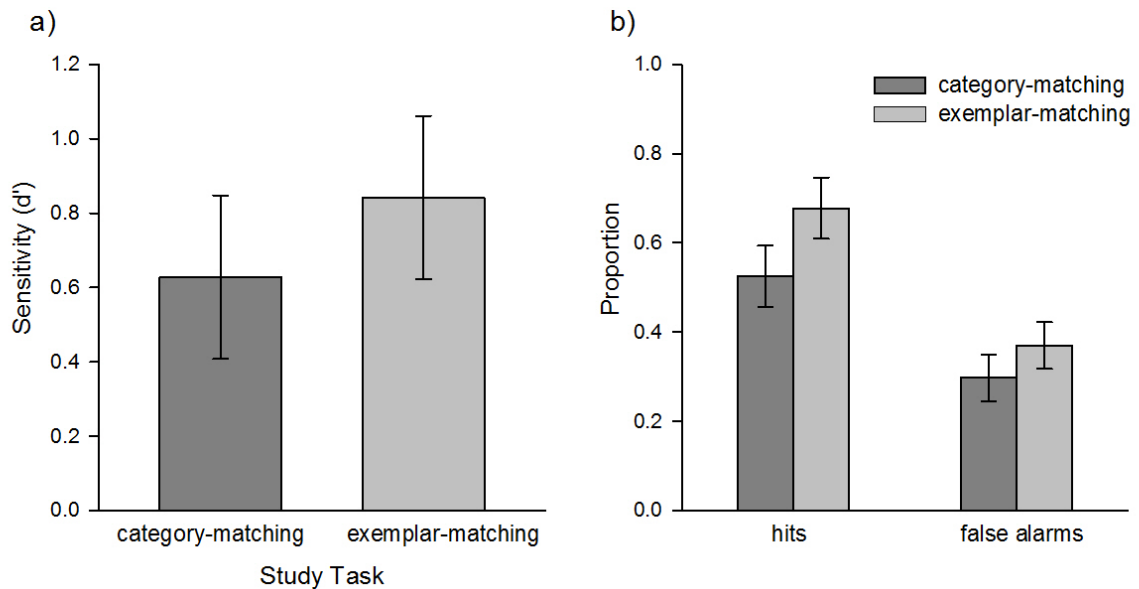 a)
Sensitivity (d')
1.2
1.0
0.8
0.6
0.4
0.2
0.0
category-matching exemplar-matching
Study Task
b)
Proportion
1.0
0.8
0.6
0.4
0.2
0.0
category-matching
exemplar-matching
hits false alarms